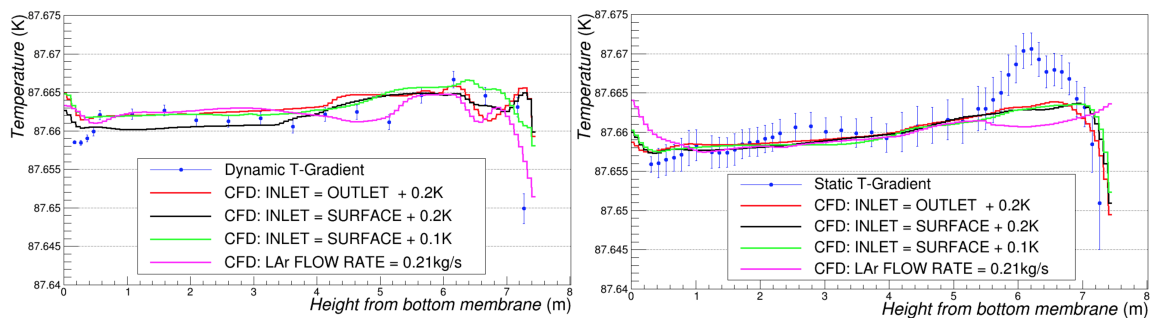 87.675
87.67
87.665
87.66
87.655
87.65
87.645
87.64
Temperature (K)
Dynamic T-Gradient
CFD: INLET = OUTLET + 0.2K
CFD: INLET = SURFACE + 0.2K
CFD: INLET = SURFACE + 0.1K
CFD: LAr FLOW RATE = 0.21kg/s
0 1 2 3 4 5 6 7 8
Height from bottom membrane (m)
87.675
87.67
87.665
87.66
87.655
87.65
87.645
87.64
Temperature (K)
Static T-Gradient
CFD: INLET = OUTLET + 0.2K
CFD: INLET = SURFACE + 0.2K
CFD: INLET = SURFACE + 0.1K
CFD: LAr FLOW RATE = 0.21kg/s
0 1 2 3 4 5 6 7 8
Height from bottom membrane (m)